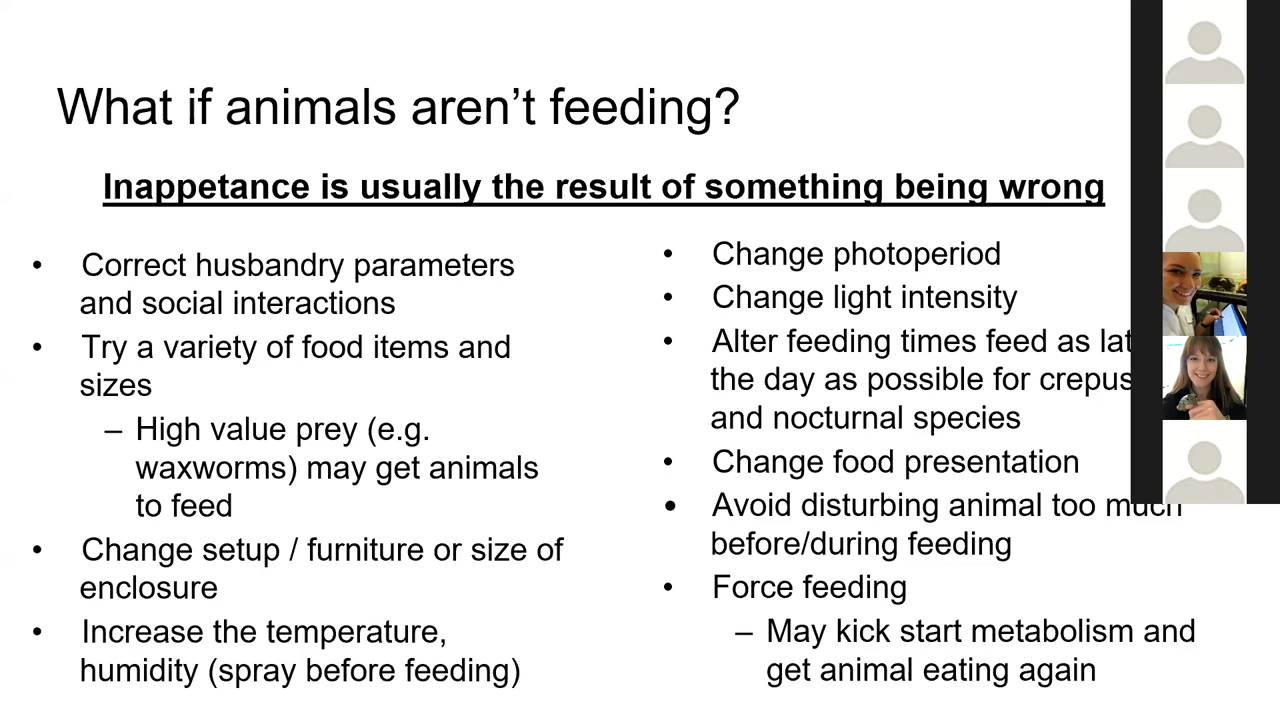 What if animals aren't feeding?
Inappetance is usually the result of something being wrong
• Correct husbandry parameters
and social interactions
• Try a variety of food items and
sizes
– High value prey (e.g.
waxworms) may get animals
to feed
• Change setup / furniture or size of
enclosure
• Increase the temperature,
humidity (spray before feeding)
• Change photoperiod
• Change light intensity
• Alter feeding times feed as
the day as possible for
and nocturnal species
• Change food presentation
• Avoid disturbing animal too much
before/during feeding
• Force feeding
– May kick start metabolism and
get animal eating again